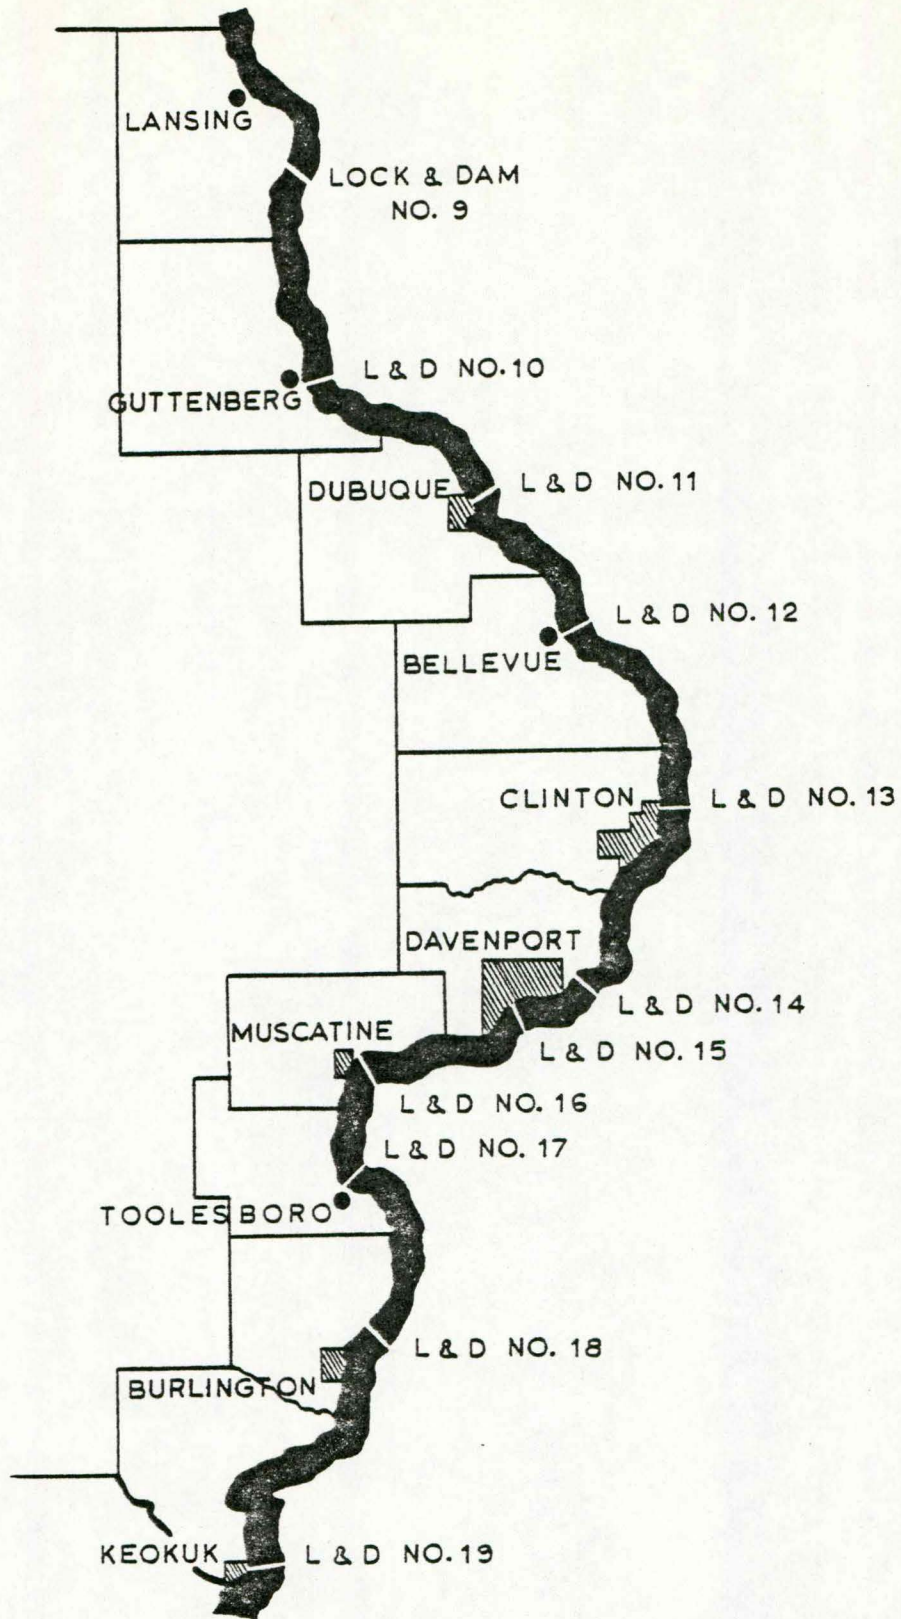 LANSING
LOCK & DAM
NO. 9
L & D NO. 10
GUTTENBERG
DUBUQUE
L & D NO. 11
L & D NO. 12
BELLEVUE
CLINTON
L & D NO. 13
DAVENPORT
L & D NO. 14
MUSCATINE
L & D NO. 15
L & D NO. 16
L & D NO. 17
TOOLESBORO
L & D NO. 18
BURLINGTON
KEOKUK
L & D NO. 19